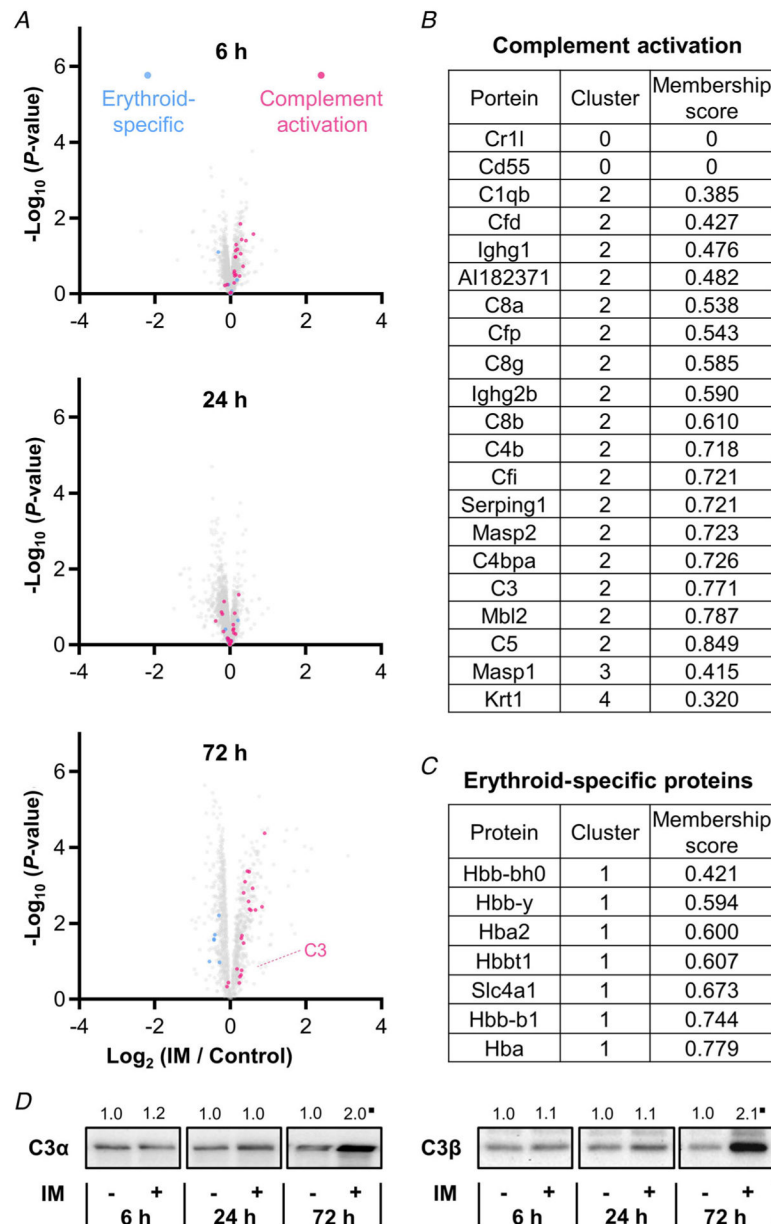 A
6 h
6
Erythroid-
specific
Complement
activation
4
2
0
-4 -2 0 2 4
-Log10 (P-value)
24 h
6
4
2
0
-4 -2 0 2 4
-Log10 (P-value)
72 h
6
4
2
C3
0
-4 -2 0 2 4
-Log10 (P-value)
Log2 (IM / Control)
B
Complement activation
Portein Cluster Membership score
Cr1l 0 0
Cd55 0 0
C1qb 2 0.385
Cfd 2 0.427
Ighg1 2 0.476
AI182371 2 0.482
C8a 2 0.538
Cfp 2 0.543
C8g 2 0.585
Ighg2b 2 0.590
C8b 2 0.610
C4b 2 0.718
Cfi 2 0.721
Serping1 2 0.721
Masp2 2 0.723
C4bpa 2 0.726
C3 2 0.771
Mbl2 2 0.787
C5 2 0.849
Masp1 3 0.415
Krt1 4 0.320
C
Erythroid-specific proteins
Protein Cluster Membership score
Hbb-bh0 1 0.421
Hbb-y 1 0.594
Hba2 1 0.600
Hbbt1 1 0.607
Slc4a1 1 0.673
Hbb-b1 1 0.744
Hba 1 0.779
D
1.0 1.2 1.0 1.0 1.0 2.0▪
C3α
IM - + - + - +
6 h 24 h 72 h
1.0 1.1 1.0 1.1 1.0 2.1▪
C3β
IM - + - + - +
6 h 24 h 72 h